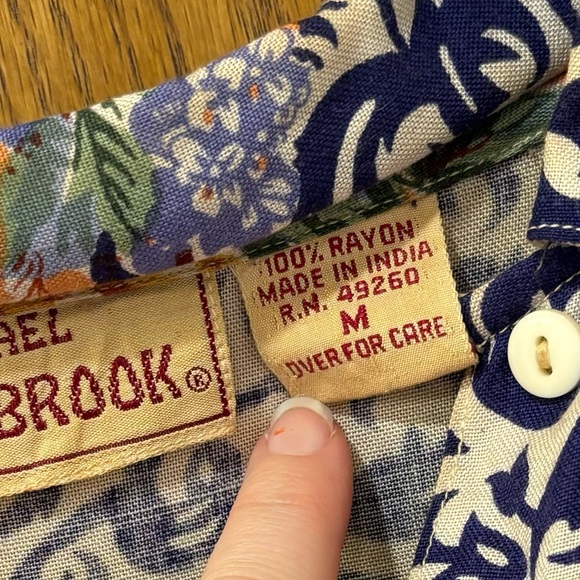 AEL
BROOK®
100% RAYON
MADE IN INDIA
R.N. 49260
M
OVER FOR CARE